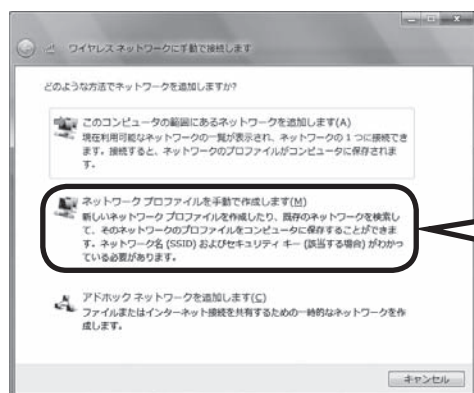 ワイヤレス ネットワークに手動で接続します
どのような方法でネットワークを追加しますか?
このコンピュータの範囲にあるネットワークを追加します(A)
現在利用可能なネットワークの一覧が表示され、ネットワークの 1 つに接続でき
ます。接続すると、ネットワークのプロファイルがコンピュータに保存されま
す。
ネットワーク プロファイルを手動で作成します(M)
新しいネットワーク プロファイルを作成したり、既存のネットワークを検索し
て、そのネットワークのプロファイルをコンピュータに保存することができま
す。ネットワーク名 (SSID) およびセキュリティ キー (該当する場合) がわかっ
ている必要があります。
アドホック ネットワークを追加します(C)
ファイルまたはインターネット接続を共有するための一時的なネットワークを作
成します。
キャンセル